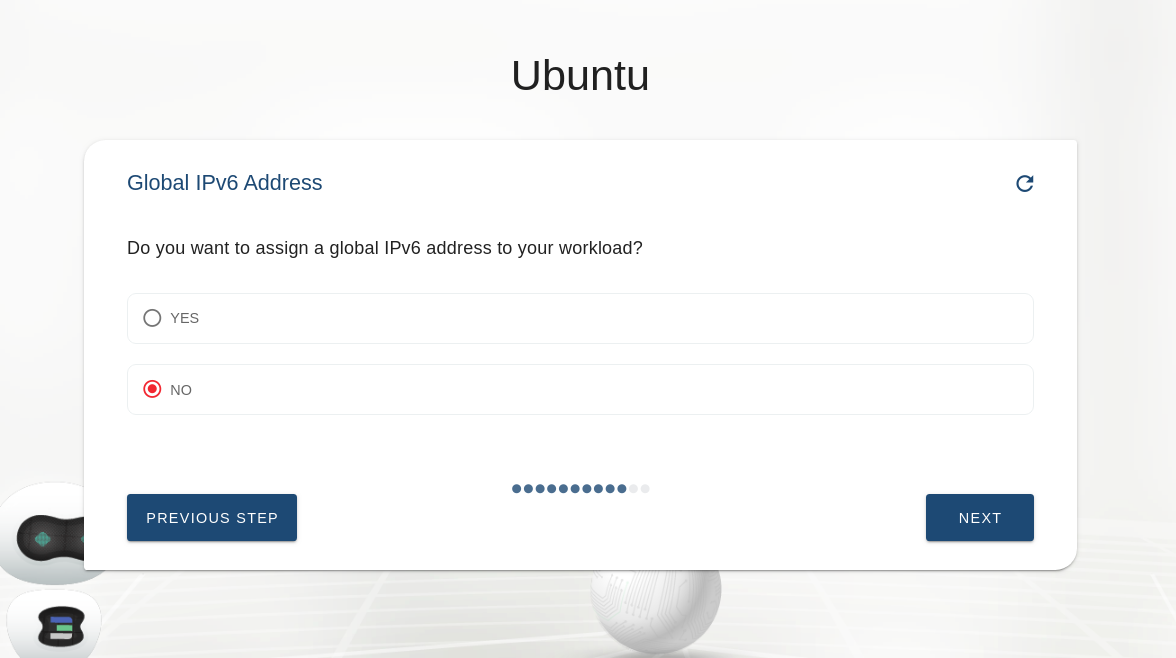 Ubuntu
Global IPv6 Address
Do you want to assign a global IPv6 address to your workload?
YES
NO
PREVIOUS STEP
NEXT